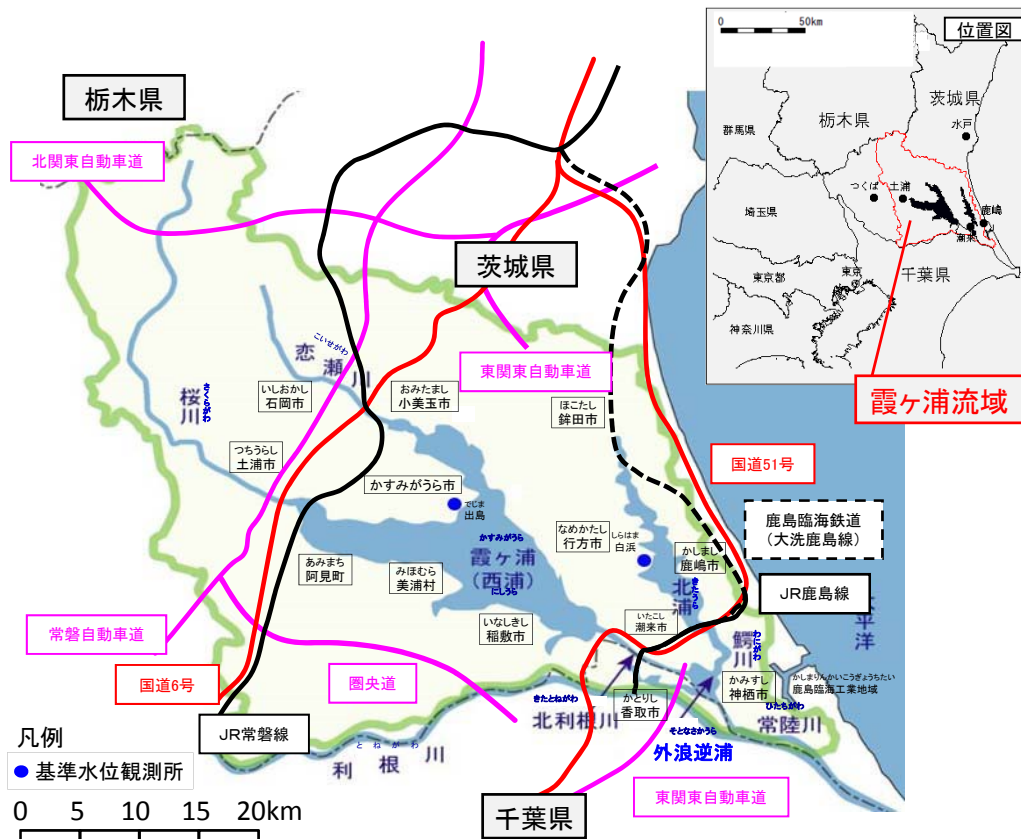 0 50km
位置図
栃木県
茨城県
群馬県
水戸
つくば
土浦
埼玉県
鹿嶋
潮来
東京都
東京
千葉県
神奈川県
霞ヶ浦流域
栃木県
北関東自動車道
茨城県
東関東自動車道
こいせがわ
恋瀬川
さくらがわ
桜川
いしおかし
石岡市
おみたまし
小美玉市
ほこたし
鉾田市
つちうらし
土浦市
国道51号
かすみがうら市
でじま
出島
鹿島臨海鉄道
(大洗鹿島線)
なめかたし
行方市
しらはま
白浜
かすみがうら
霞ヶ浦
(西浦)
にしうら
かしまし
鹿嶋市
あみまち
阿見町
みほむら
美浦村
きたうら
北浦
JR鹿島線
いなしきし
稲敷市
いたこし
潮来市
平洋
常磐自動車道
わにがわ
鰐川
国道6号
圏央道
かみすし
神栖市
かしまりんかいこうぎょうちたい
鹿島臨海工業地域
きたとねがわ
北利根川
かとりし
香取市
ひたちがわ
常陸川
JR常磐線
そとなさかうら
外浪逆浦
とねがわ
利根川
凡例
基準水位観測所
東関東自動車道
千葉県
0 5 10 15 20km